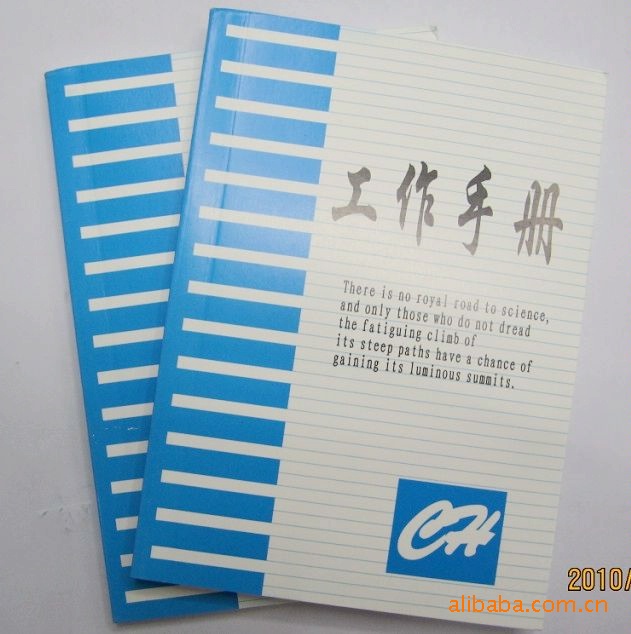 工作手册
There is no royal road to science,
and only those who do not dread
the fatiguing climb of
its steep paths have a chance of
gaining its luminous summits.
CH
2010/
alibaba.com.cn